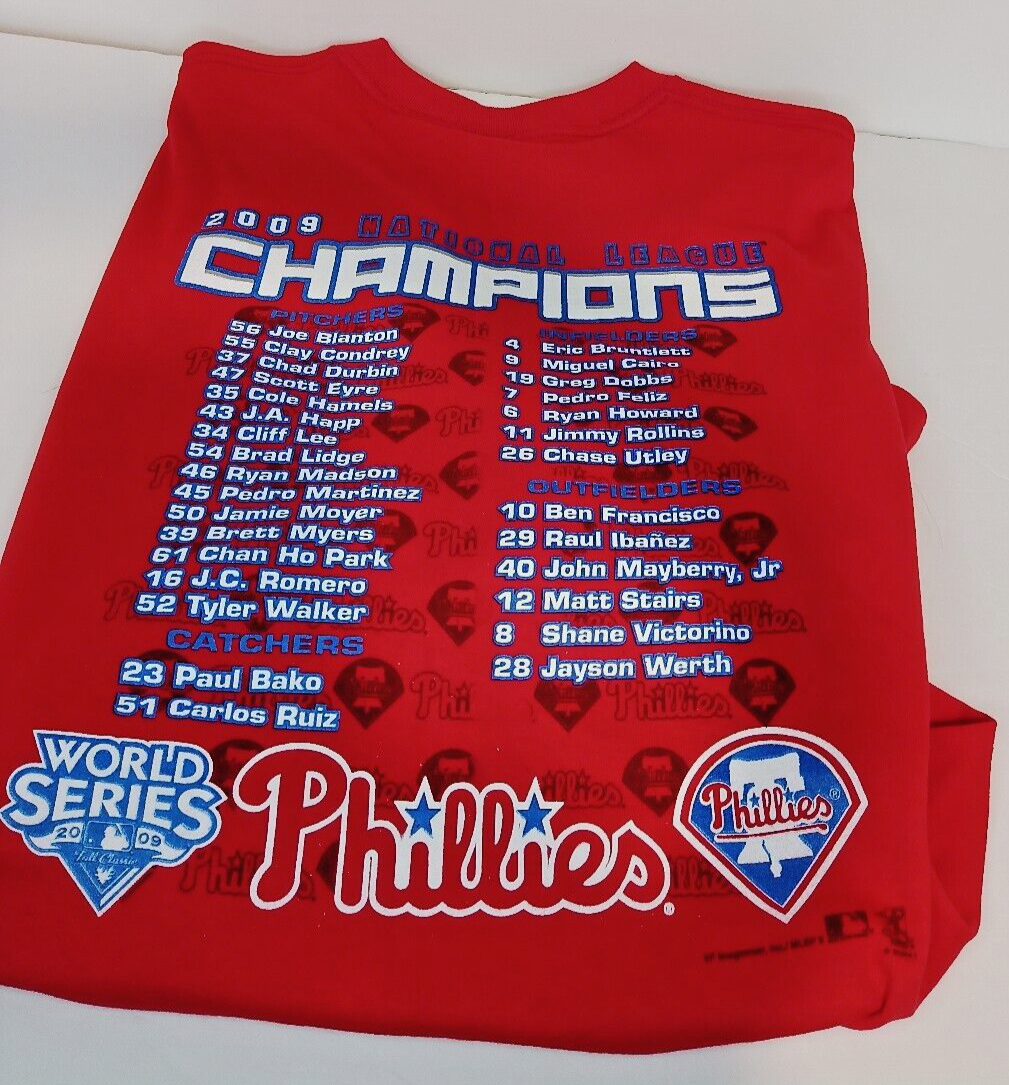 2009 NATIONAL LEAGUE
CHAMPIONS
PITCHERS
56 Joe Blanton
55 Clay Condrey
37 Chad Durbin
47 Scott Eyre
35 Cole Hamels
43 J.A. Happ
34 Cliff Lee
54 Brad Lidge
46 Ryan Madson
45 Pedro Martinez
50 Jamie Moyer
39 Brett Myers
61 Chan Ho Park
16 J.C. Romero
52 Tyler Walker
CATCHERS
23 Paul Bako
51 Carlos Ruiz
INFIELDERS
4 Eric Bruntlett
9 Miguel Cairo
19 Greg Dobbs
7 Pedro Feliz
6 Ryan Howard
11 Jimmy Rollins
26 Chase Utley
OUTFIELDERS
10 Ben Francisco
29 Raul Ibañez
40 John Mayberry, Jr
12 Matt Stairs
8 Shane Victorino
28 Jayson Werth
WORLD
SERIES
20 09
Fall Classic
Phillies®
Phillies®